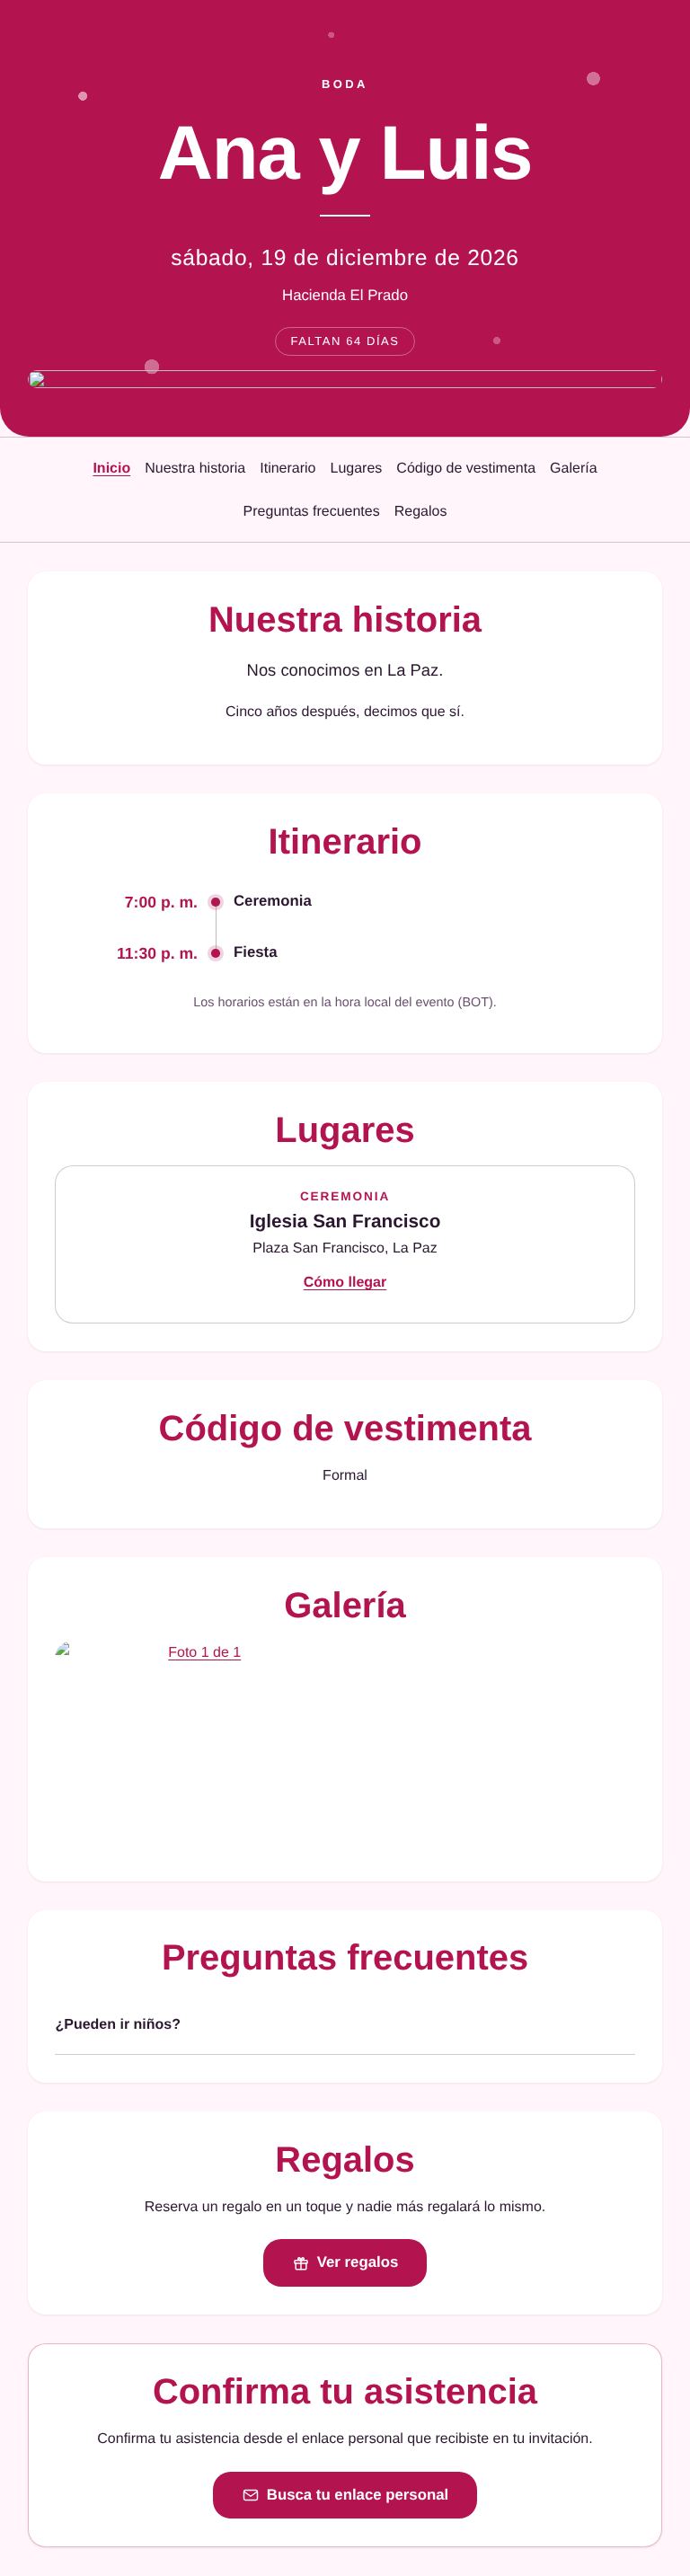 BODA
Ana y Luis
sábado, 19 de diciembre de 2026
Hacienda El Prado
FALTAN 64 DÍAS
Inicio Nuestra historia Itinerario Lugares Código de vestimenta Galería
Preguntas frecuentes Regalos
Nuestra historia
Nos conocimos en La Paz.
Cinco años después, decimos que sí.
Itinerario
7:00 p. m. Ceremonia
11:30 p. m. Fiesta
Los horarios están en la hora local del evento (BOT).
Lugares
CEREMONIA
Iglesia San Francisco
Plaza San Francisco, La Paz
Cómo llegar
Código de vestimenta
Formal
Galería
Foto 1 de 1
Preguntas frecuentes
¿Pueden ir niños?
Regalos
Reserva un regalo en un toque y nadie más regalará lo mismo.
Ver regalos
Confirma tu asistencia
Confirma tu asistencia desde el enlace personal que recibiste en tu invitación.
Busca tu enlace personal